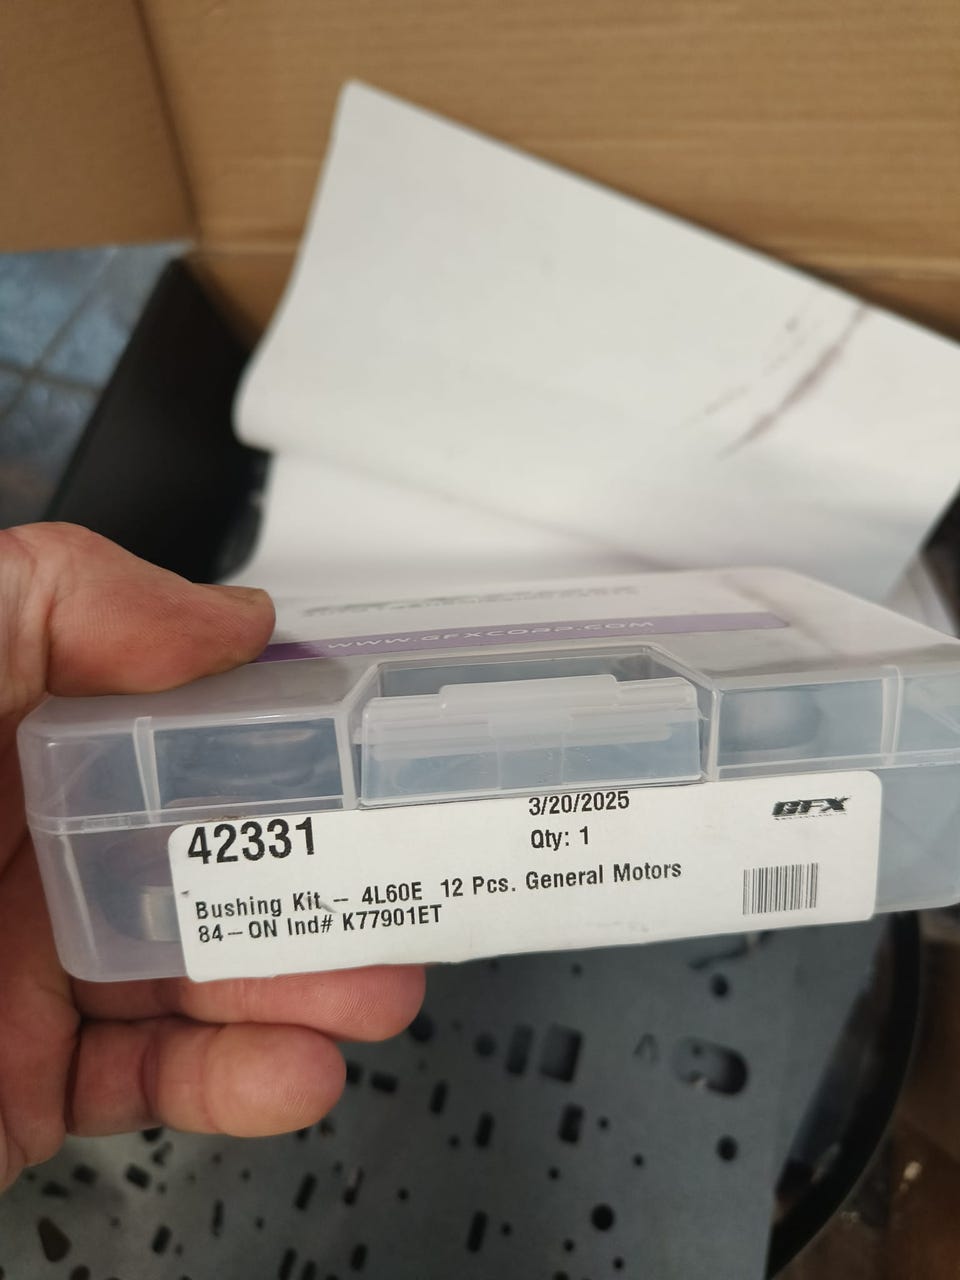 WWW.GFXCORP.COM
42331
3/20/2025
Qty: 1
GFX
Bushing Kit -- 4L60E 12 Pcs. General Motors
84-ON Ind# K77901ET